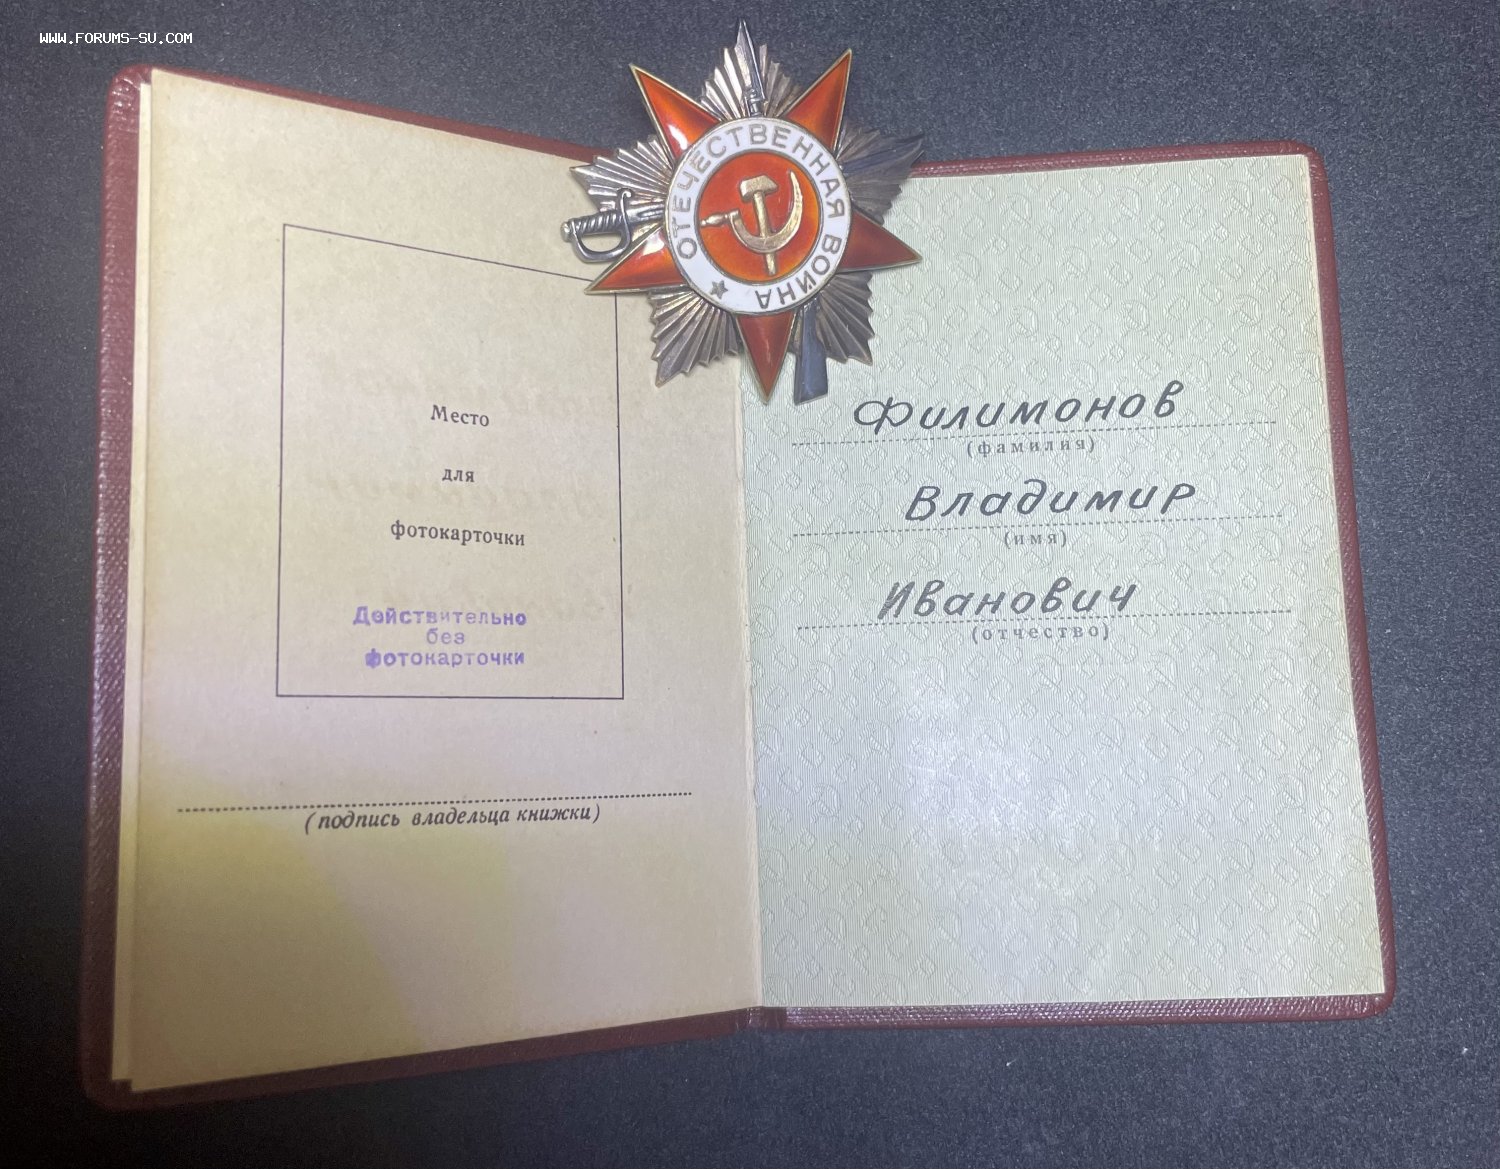 WWW.FORUMS-SU.COM
ОТЕЧЕСТВЕННАЯ ВОЙНА
Место
для
фотокарточки
Действительно
без
фотокарточки
(подпись владельца книжки)
Филимонов
(фамилия)
Владимир
(имя)
Иванович
(отчество)